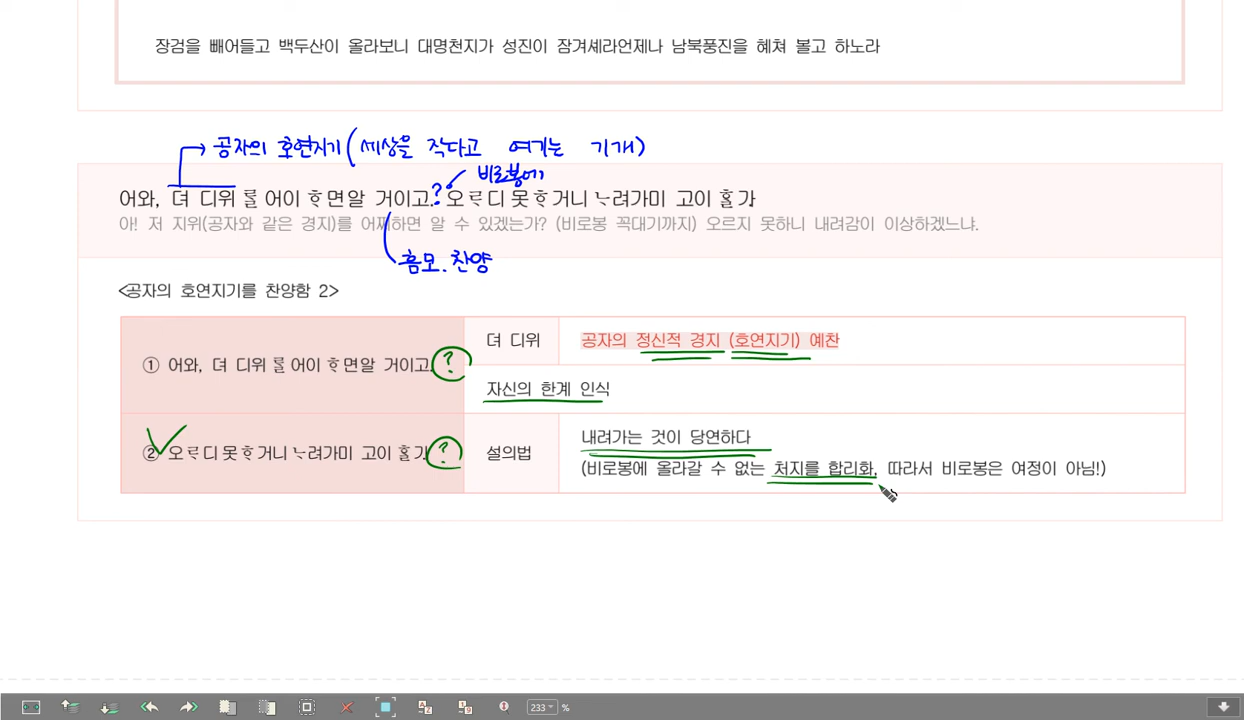 장검을 빼어들고 백두산이 올라보니 대명천지가 성진이 잠겨셰라언제나 남북풍진을 헤쳐 볼고 하노라
공자의 호연지기 (세상을 작다고 여기는 기개)
비로봉에
어와, 뎌 디위 ᄅᆞᆯ 어이 ᄒᆞ면알 거이고.? 오ᄅᆞ디 못ᄒᆞ거니 ᄂᆞ려가미 고이 ᄒᆞᆯ가
아! 저 지위(공자와 같은 경지)를 어찌하면 알 수 있겠는가? (비로봉 꼭대기까지) 오르지 못하니 내려감이 이상하겠느냐.
흠모. 찬양
<공자의 호연지기를 찬양함 2>
① 어와, 뎌 디위 ᄅᆞᆯ 어이 ᄒᆞ면알 거이고. ?
뎌 디위
공자의 정신적 경지 (호연지기) 예찬
자신의 한계 인식
② 오ᄅᆞ디 못ᄒᆞ거니 ᄂᆞ려가미 고이 ᄒᆞᆯ가 ?
설의법
내려가는 것이 당연하다
(비로봉에 올라갈 수 없는 처지를 합리화, 따라서 비로봉은 여정이 아님!)
233 %